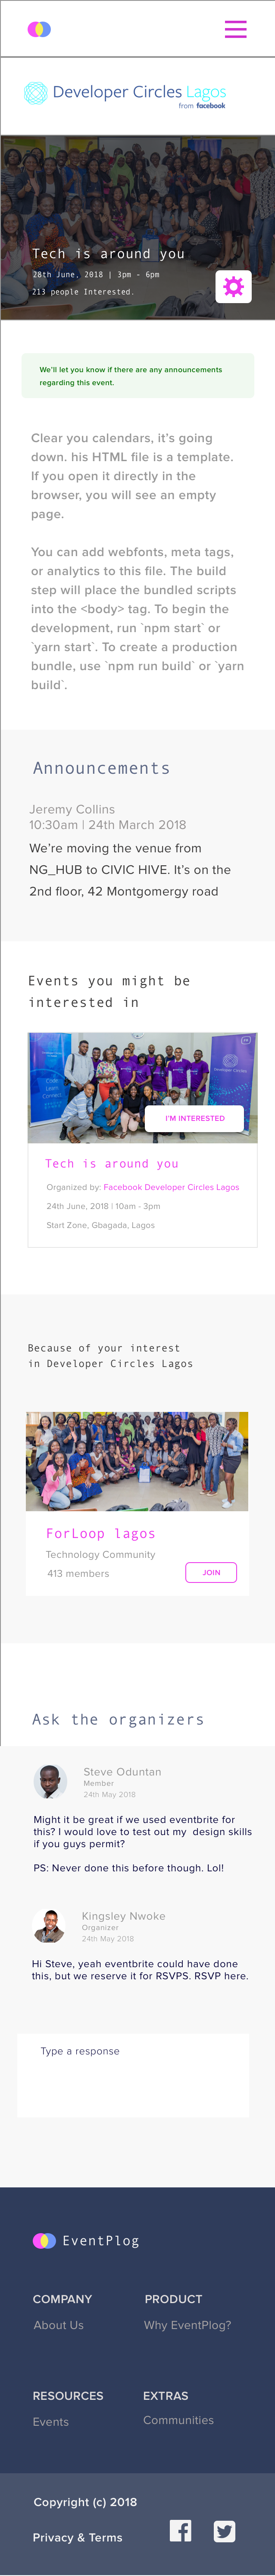 Developer Circles Lagos
from facebook
Tech is around you
28th June, 2018 | 3pm - 6pm
213 people Interested.
We'll let you know if there are any announcements
regarding this event.
Clear you calendars, it's going
down. his HTML file is a template.
If you open it directly in the
browser, you will see an empty
page.
You can add webfonts, meta tags,
or analytics to this file. The build
step will place the bundled scripts
into the <body> tag. To begin the
development, run `npm start` or
`yarn start`. To create a production
bundle, use `npm run build` or `yarn
build`.
Announcements
Jeremy Collins
10:30am | 24th March 2018
We're moving the venue from
NG_HUB to CIVIC HIVE. It's on the
2nd floor, 42 Montgomergy road
Events you might be
interested in
I'M INTERESTED
Tech is around you
Organized by: Facebook Developer Circles Lagos
24th June, 2018 | 10am - 3pm
Start Zone, Gbagada, Lagos
Because of your interest
in Developer Circles Lagos
ForLoop lagos
Technology Community
413 members
JOIN
Ask the organizers
Steve Oduntan
Member
24th May 2018
Might it be great if we used eventbrite for
this? I would love to test out my design skills
if you guys permit?
PS: Never done this before though. Lol!
Kingsley Nwoke
Organizer
24th May 2018
Hi Steve, yeah eventbrite could have done
this, but we reserve it for RSVPS. RSVP here.
Type a response
EventPlog
COMPANY
About Us
PRODUCT
Why EventPlog?
RESOURCES
Events
EXTRAS
Communities
Copyright (c) 2018
Privacy & Terms